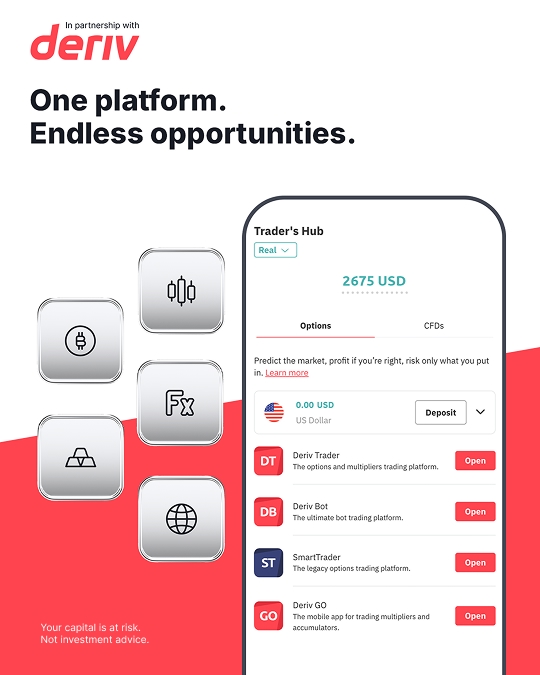 In partnership with
deriv
One platform.
Endless opportunities.
Trader's Hub
Real
2675 USD
Options
CFDs
Predict the market, profit if you're right, risk only what you put
in. Learn more
0.00 USD
US Dollar
Deposit
DT
Deriv Trader
The options and multipliers trading platform.
Open
DB
Deriv Bot
The ultimate bot trading platform.
Open
ST
SmartTrader
The legacy options trading platform.
Open
GO
Deriv GO
The mobile app for trading multipliers and
accumulators.
Open
Fx
Your capital is at risk.
Not investment advice.